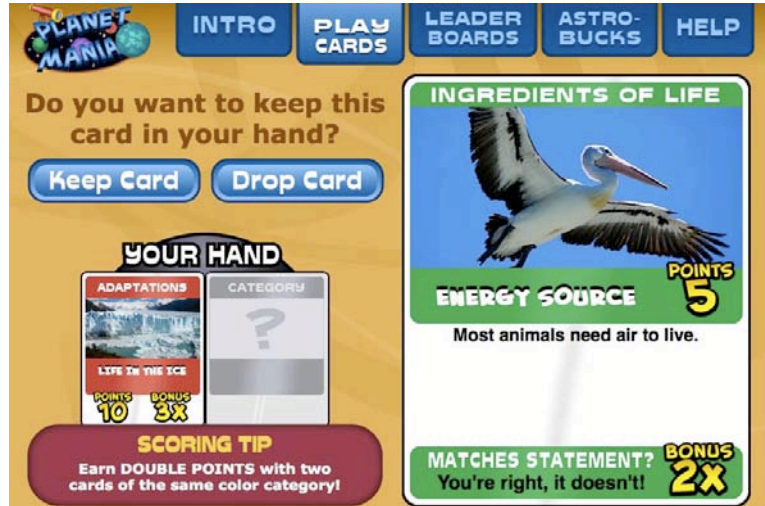 PLANET
MANIA
INTRO
PLAY
CARDS
LEADER
BOARDS
ASTRO-
BUCKS
HELP
Do you want to keep this
card in your hand?
Keep Card
Drop Card
YOUR HAND
ADAPTATIONS
LIFE IN THE ICE
POINTS
10
BONUS
3X
CATEGORY
?
SCORING TIP
Earn DOUBLE POINTS with two
cards of the same color category!
INGREDIENTS OF LIFE
ENERGY SOURCE
POINTS
5
Most animals need air to live.
MATCHES STATEMENT?
You're right, it doesn't!
BONUS
2X